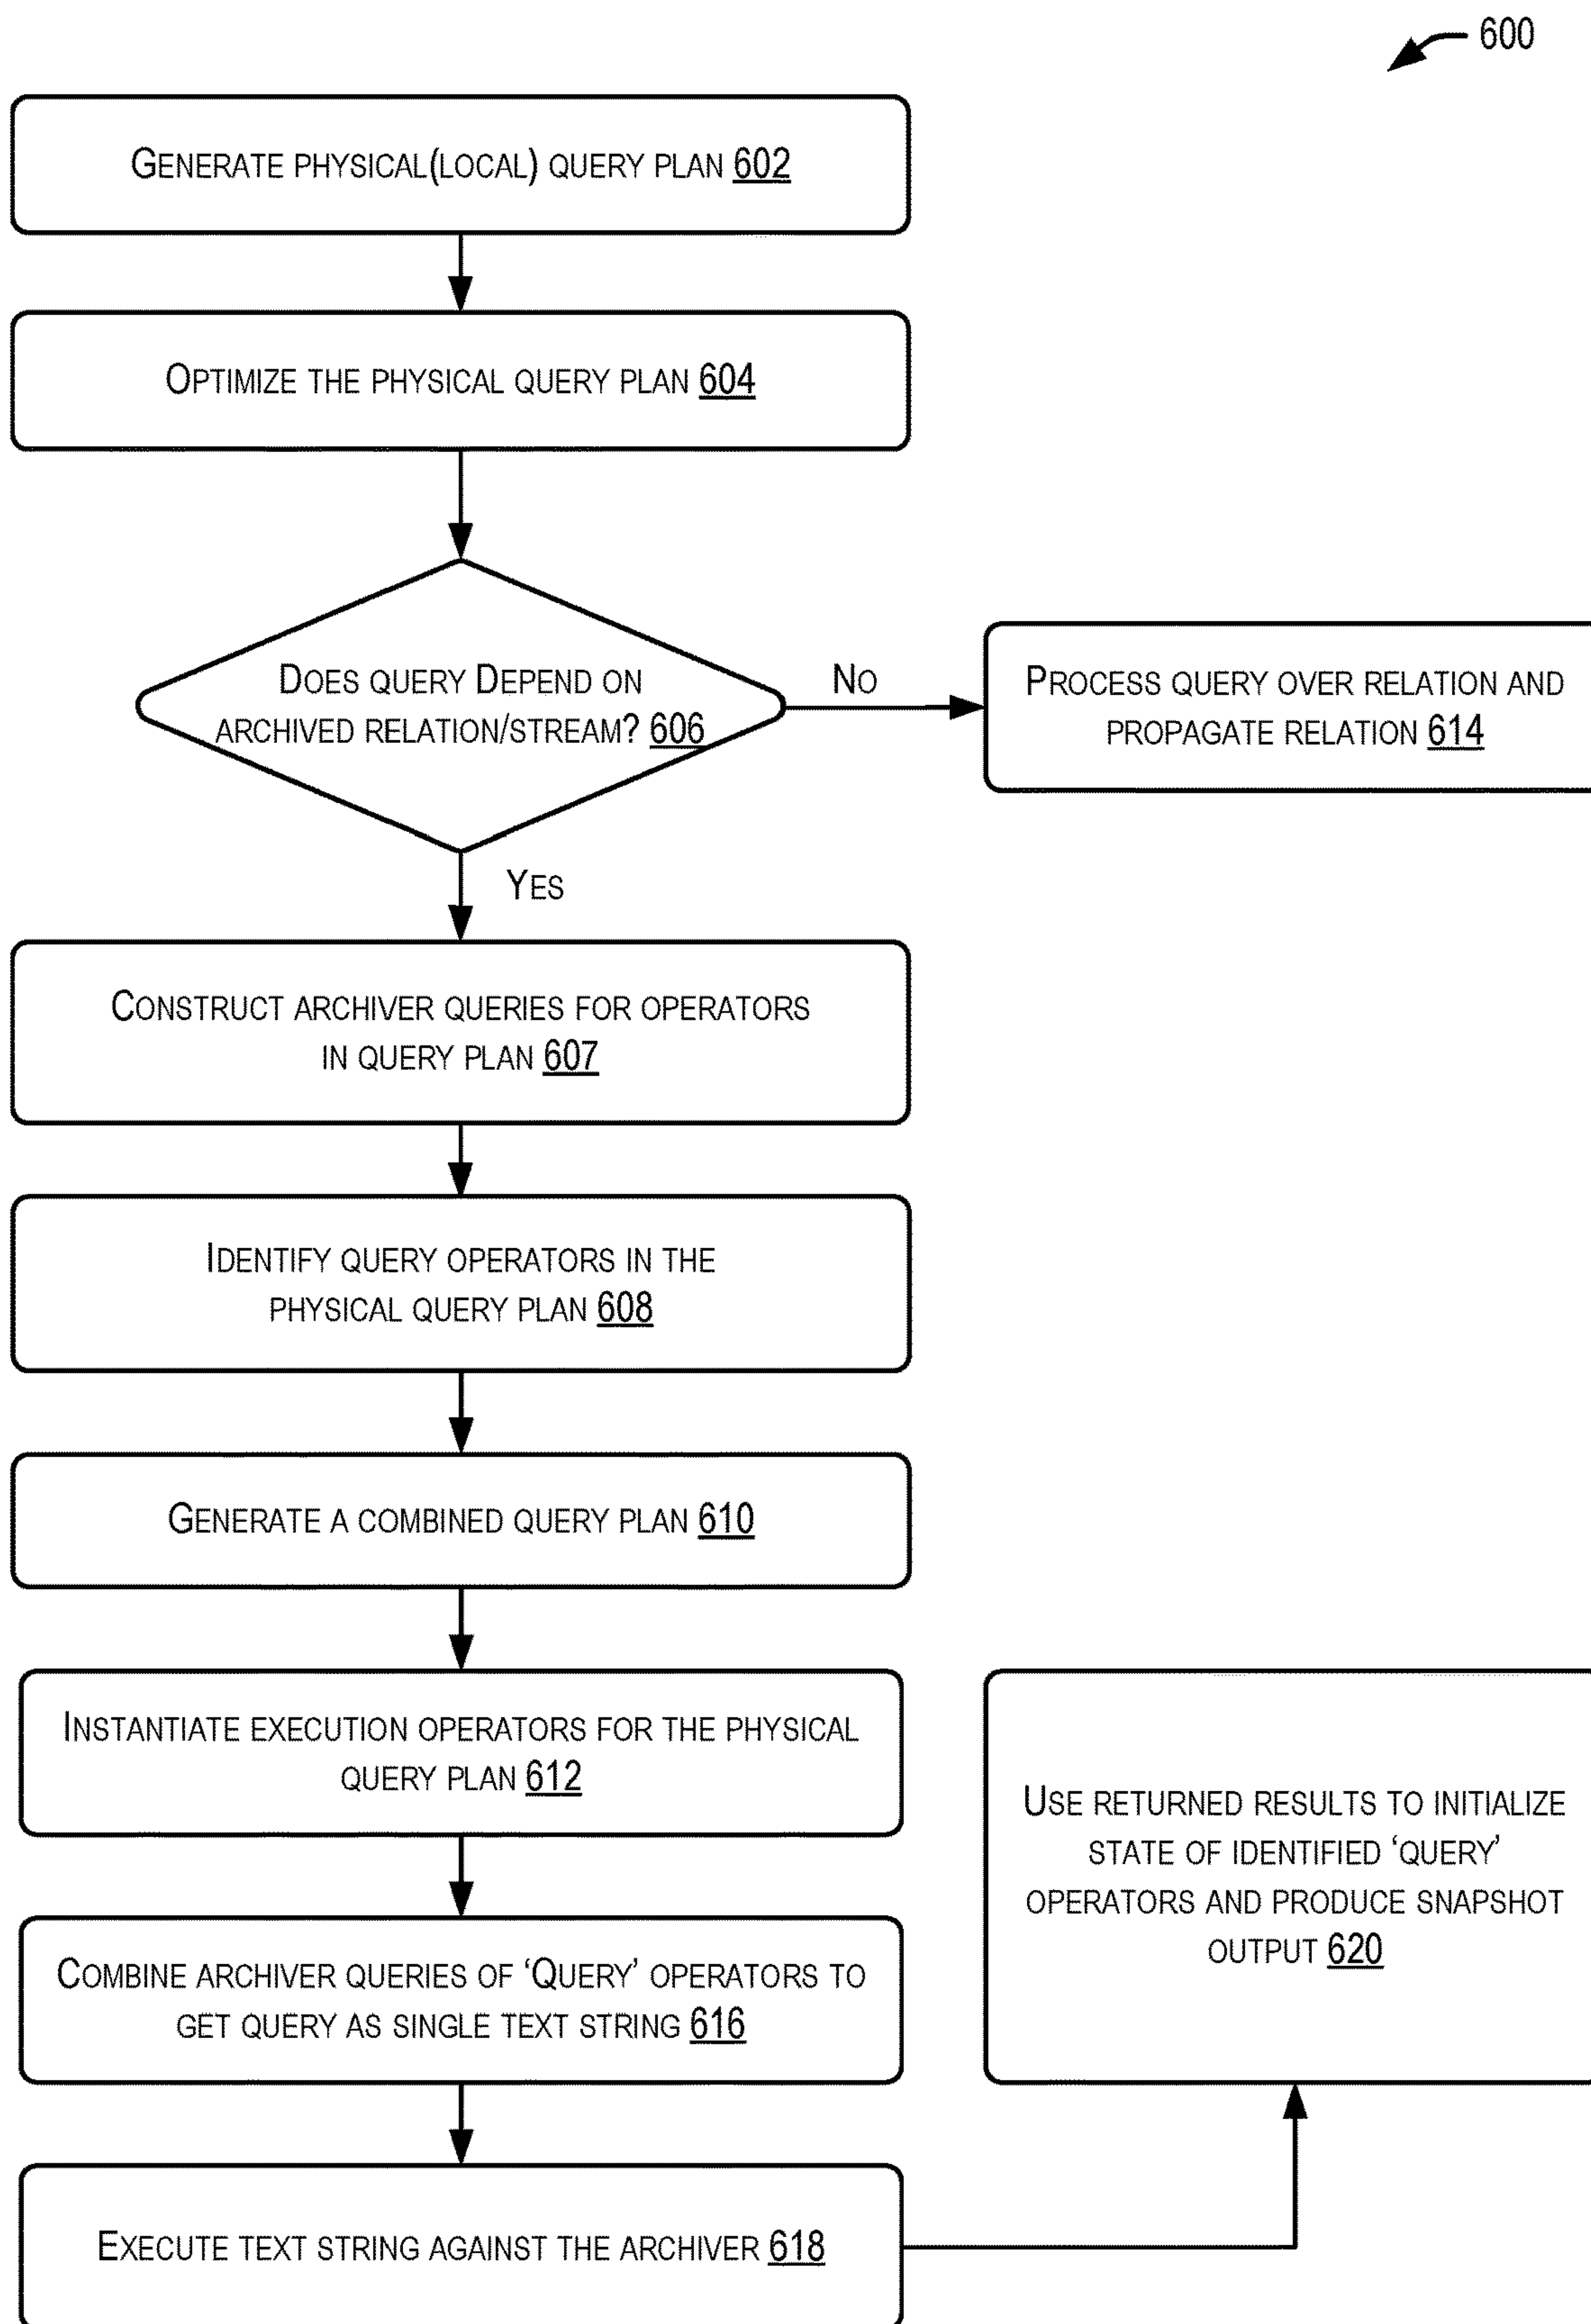 600
Generate physical(local) query plan 602
Optimize the physical query plan 604
Does query Depend on
archived relation/stream? 606
No
Process query over relation and
propagate relation 614
Yes
Construct archiver queries for operators
in query plan 607
Identify query operators in the
physical query plan 608
Generate a combined query plan 610
Instantiate execution operators for the physical
query plan 612
Combine archiver queries of ‘Query’ operators to
get query as single text string 616
Execute text string against the archiver 618
Use returned results to initialize
state of identified ‘query’
operators and produce snapshot
output 620